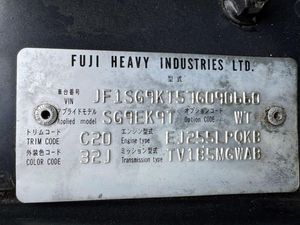 FUJI HEAVY INDUSTRIES LTD.
型式
車台番号 VIN JF1SG9KT57G090660
アプライドモデル Applied model SG9EK9T オプションコード Option CODE WT
トリムコード TRIM CODE C20 エンジン型式 Engine type EJ255LPOKB
外装色コード COLOR CODE 32J ミッション型式 Transmission type TV1B5MGWAB